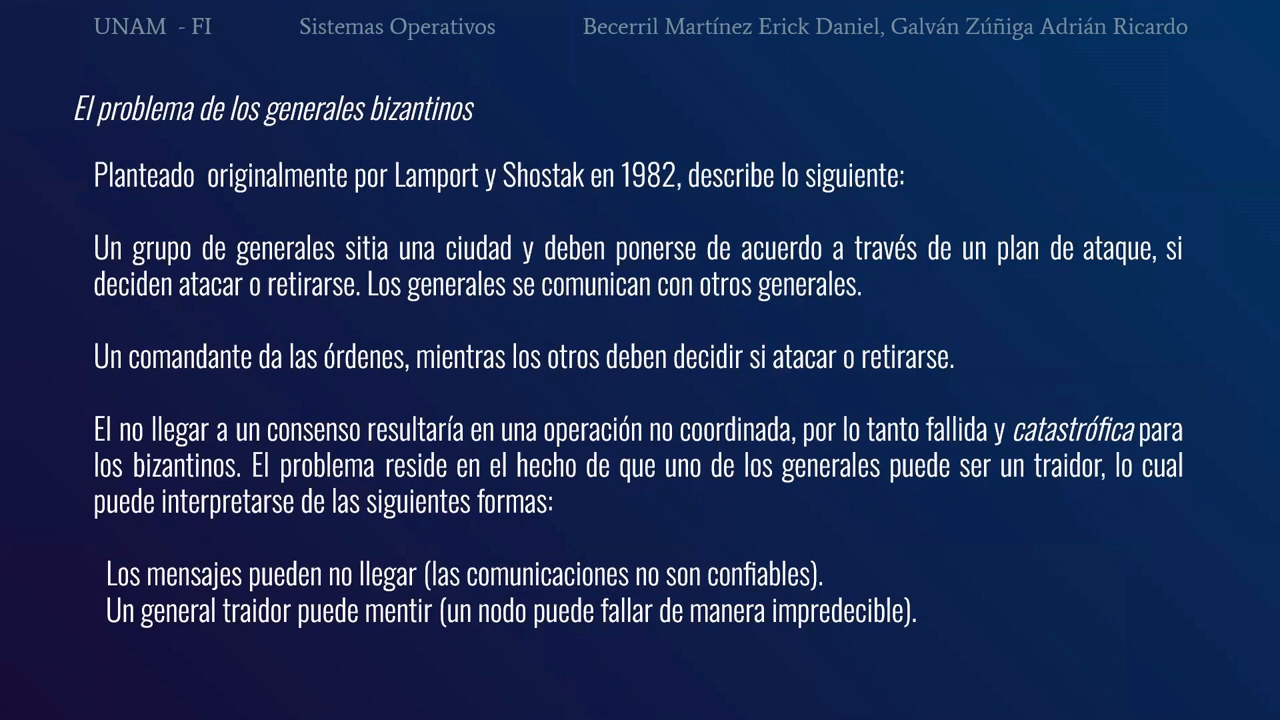 UNAM - FI Sistemas Operativos Becerril Martínez Erick Daniel, Galván Zúñiga Adrián Ricardo
El problema de los generales bizantinos
Planteado originalmente por Lamport y Shostak en 1982, describe lo siguiente:
Un grupo de generales sitia una ciudad y deben ponerse de acuerdo a través de un plan de ataque, si
deciden atacar o retirarse. Los generales se comunican con otros generales.
Un comandante da las órdenes, mientras los otros deben decidir si atacar o retirarse.
El no llegar a un consenso resultaría en una operación no coordinada, por lo tanto fallida y catastrófica para
los bizantinos. El problema reside en el hecho de que uno de los generales puede ser un traidor, lo cual
puede interpretarse de las siguientes formas:
Los mensajes pueden no llegar (las comunicaciones no son confiables).
Un general traidor puede mentir (un nodo puede fallar de manera impredecible).